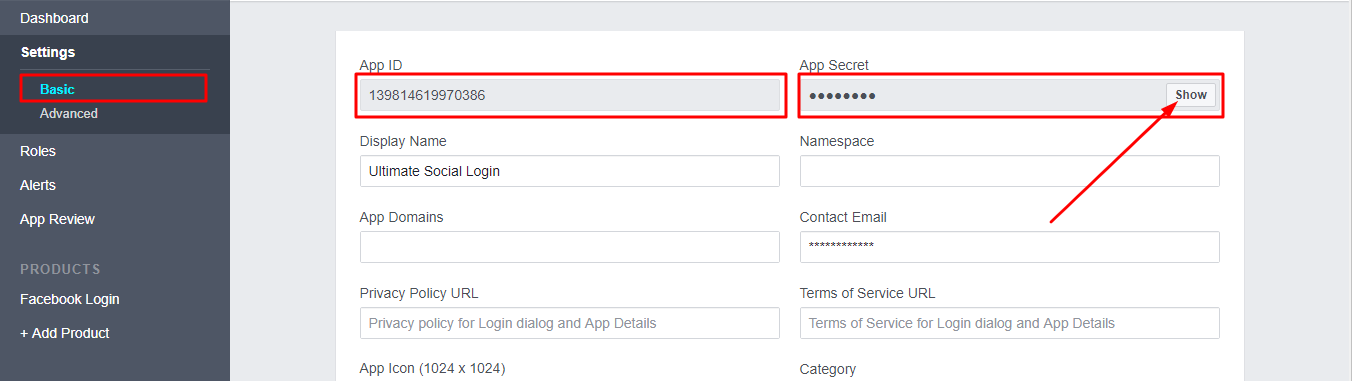 Dashboard
Settings
Basic
Advanced
Roles
Alerts
App Review
PRODUCTS
Facebook Login
+ Add Product
App ID
App Secret
139814619970386
●●●●●●●●
Show
Display Name
Namespace
Ultimate Social Login
App Domains
Contact Email
************
Privacy Policy URL
Terms of Service URL
Privacy policy for Login dialog and App Details
Terms of Service for Login dialog and App Details
App Icon (1024 x 1024)
Category